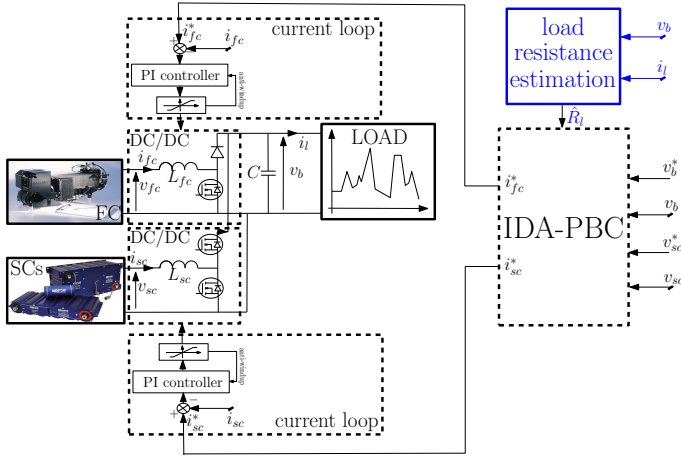 current loop
i*fc
+
−
ifc
PI controller
anti-windup
load
resistance
estimation
vb
il
R̂l
DC/DC
ifc
Lfc
vfc
FC
C
vb
il
LOAD
i*fc
IDA-PBC
i*sc
v*b
vb
v*sc
vsc
DC/DC
SCs
isc
Lsc
vsc
anti-windup
PI controller
+
−
i*sc
isc
current loop